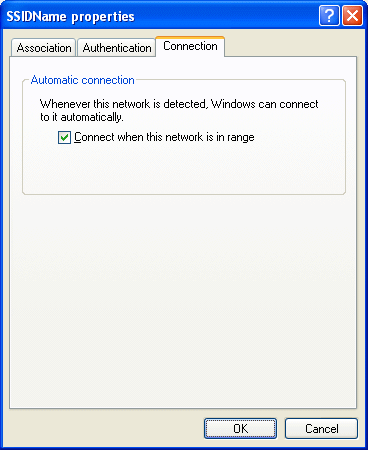 SSIDName properties
Association Authentication Connection
Automatic connection
Whenever this network is detected, Windows can connect
to it automatically.
Connect when this network is in range
OK Cancel